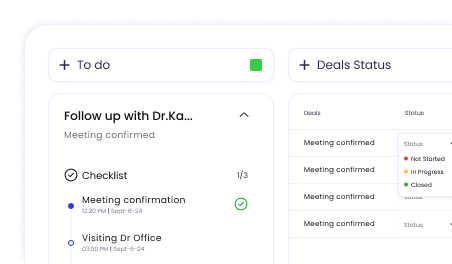 + To do
Follow up with Dr.Ka...
Meeting confirmed
Checklist 1/3
Meeting confirmation
12:20 PM | Sept-6-24
Visiting Dr Office
03:00 PM | Sept-6-24
+ Deals Status
Deals Status
Meeting confirmed
Status
Not Started
Meeting confirmed
In Progress
Closed
Meeting confirmed
Meeting confirmed
Status